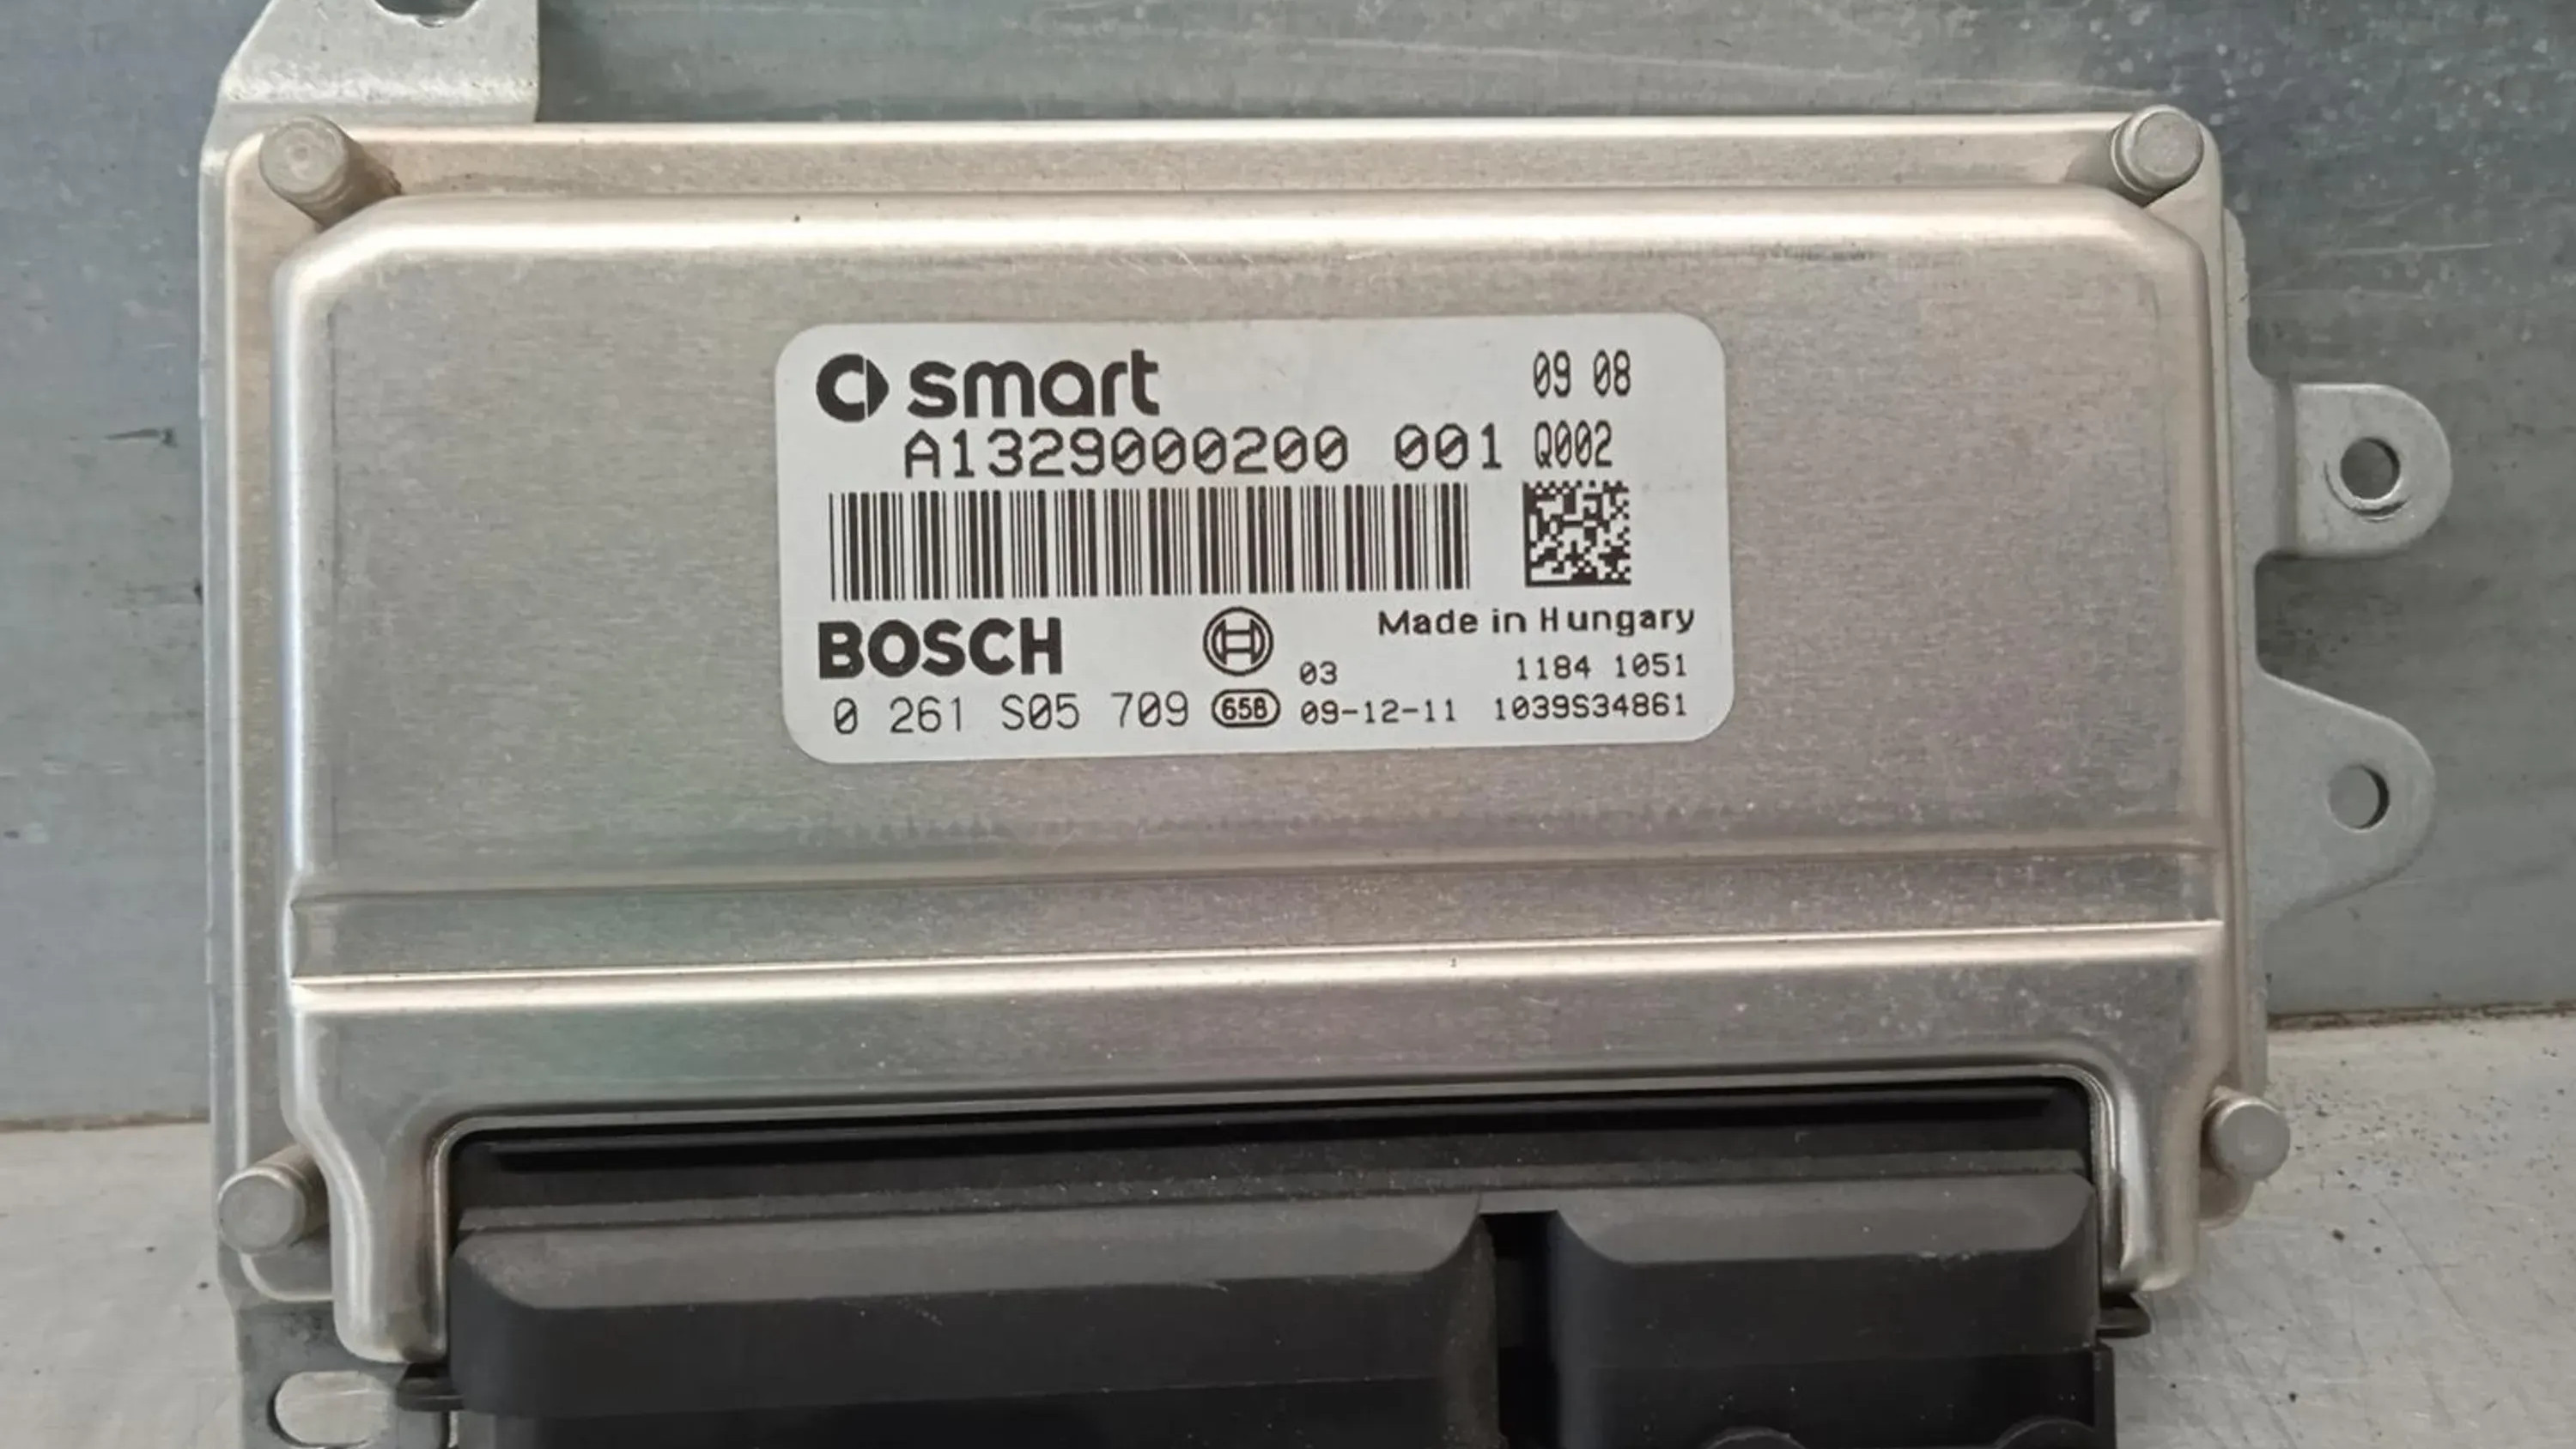 smart 09 08
A1329000200 001 Q002
BOSCH Made in Hungary
03 1184 1051
0 261 S05 709 658 09-12-11 1039S34861